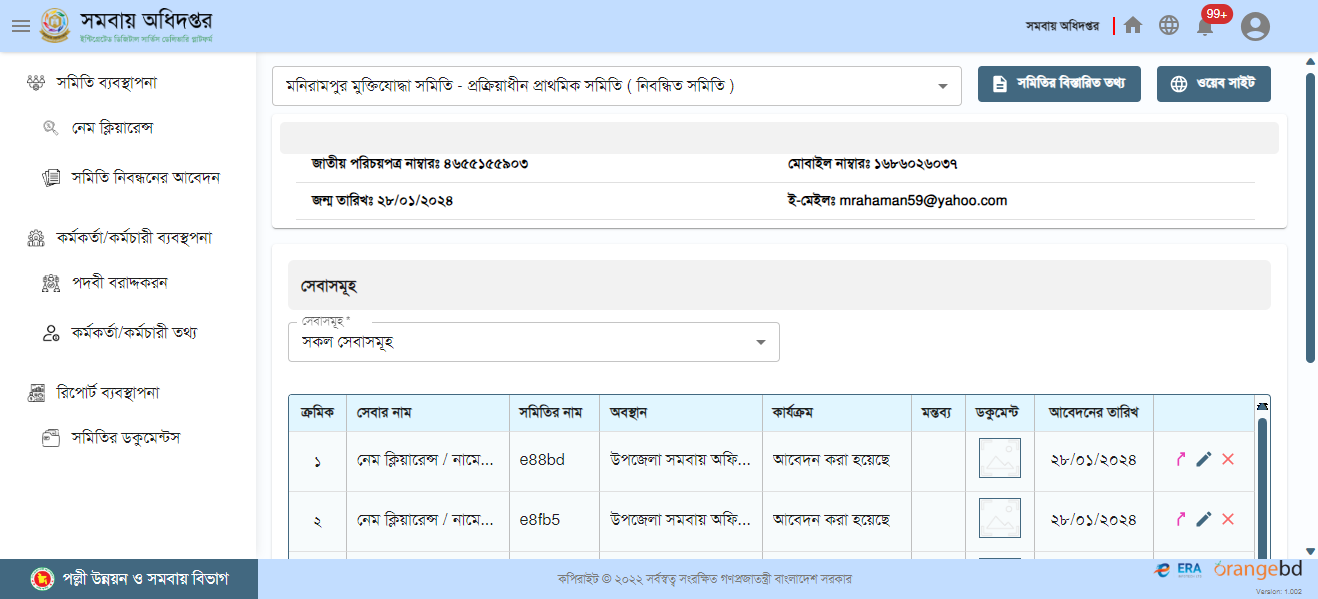 সমবায় অধিদপ্তর
ইন্টিগ্রেটেড ডিজিটাল সার্ভিস ডেলিভারি প্লাটফর্ম
সমবায় অধিদপ্তর
99+
সমিতি ব্যবস্থাপনা
নেম ক্লিয়ারেন্স
সমিতি নিবন্ধনের আবেদন
কর্মকর্তা/কর্মচারী ব্যবস্থপনা
পদবী বরাদ্দকরন
কর্মকর্তা/কর্মচারী তথ্য
রিপোর্ট ব্যবস্থাপনা
সমিতির ডকুমেন্টস
পল্লী উন্নয়ন ও সমবায় বিভাগ
মনিরামপুর মুক্তিযোদ্ধা সমিতি - প্রক্রিয়াধীন প্রাথমিক সমিতি ( নিবন্ধিত সমিতি )
সমিতির বিস্তারিত তথ্য
ওয়েব সাইট
জাতীয় পরিচয়পত্র নাম্বারঃ ৪৬৫৫১৫৫৯০৩
মোবাইল নাম্বারঃ ১৬৮৬০২৬০৩৭
জন্ম তারিখঃ ২৮/০১/২০২৪
ই-মেইলঃ mrahaman59@yahoo.com
সেবাসমূহ
সেবাসমূহ *
সকল সেবাসমূহ
ক্রমিক সেবার নাম সমিতির নাম অবস্থান কার্যক্রম মন্তব্য ডকুমেন্ট আবেদনের তারিখ
১ নেম ক্লিয়ারেন্স / নামে... e88bd উপজেলা সমবায় অফি... আবেদন করা হয়েছে ২৮/০১/২০২৪
২ নেম ক্লিয়ারেন্স / নামে... e8fb5 উপজেলা সমবায় অফি... আবেদন করা হয়েছে ২৮/০১/২০২৪
কপিরাইট © ২০২২ সর্বস্বত্ব সংরক্ষিত গণপ্রজাতন্ত্রী বাংলাদেশ সরকার
ERA
orangebd
Version: 1.002